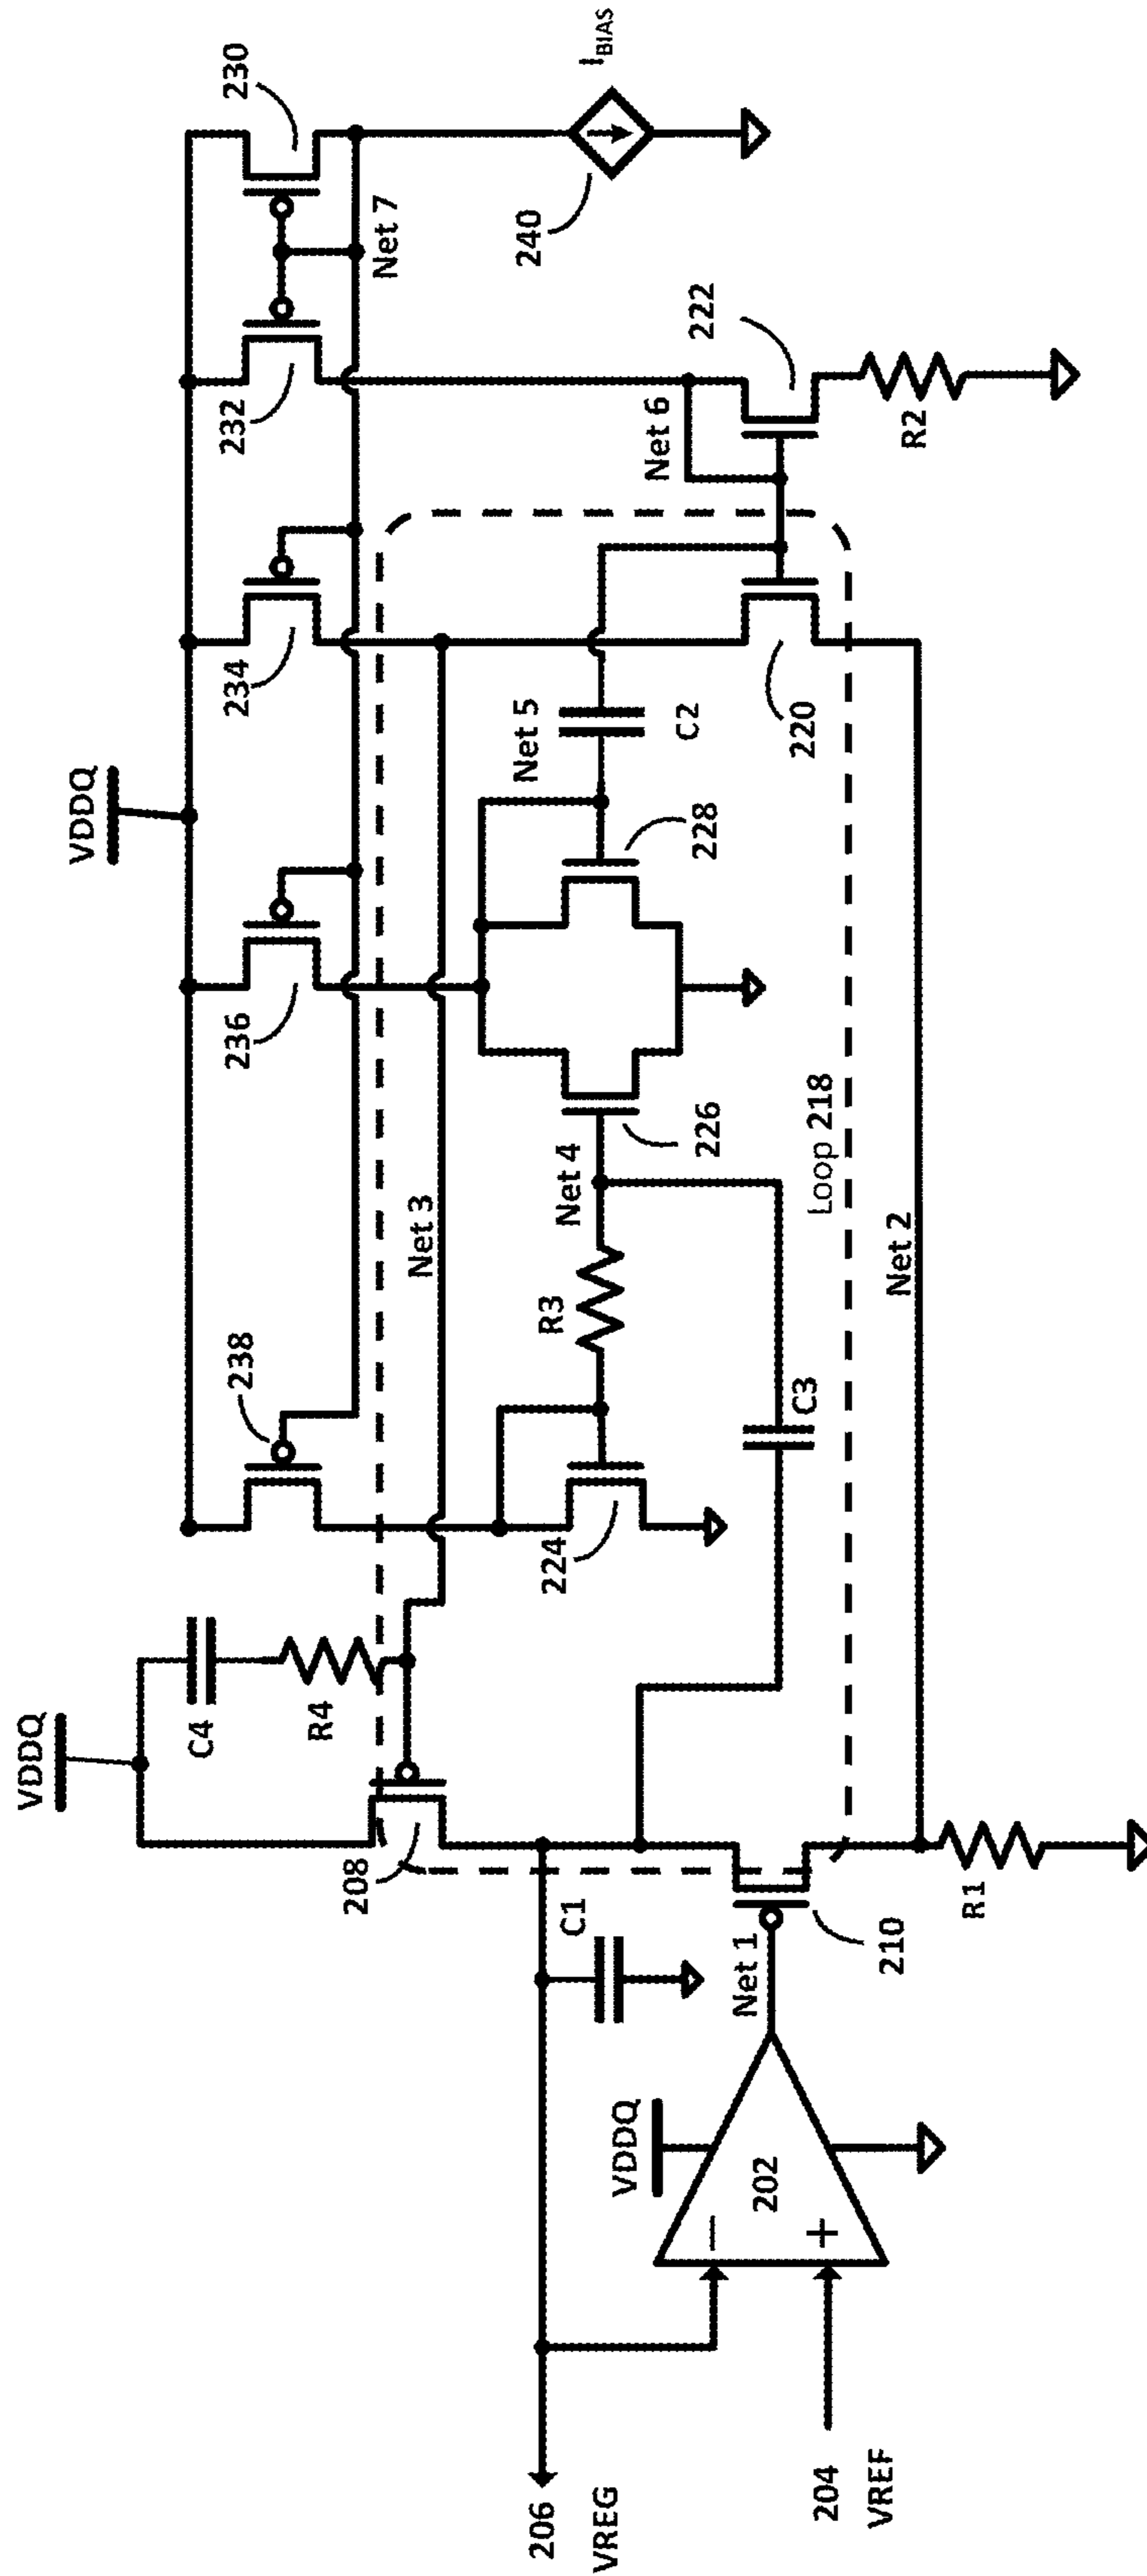 VDDQ
VDDQ
C4
R4
238
236
234
232
230
Net 7
208
Net 3
Net 5
C2
Net 6
I BIAS
240
222
R3
Net 4
228
226
224
220
R2
C1
C3
Loop 218
Net 1
210
Net 2
R1
VDDQ
202
−
+
206
VREG
204
VREF